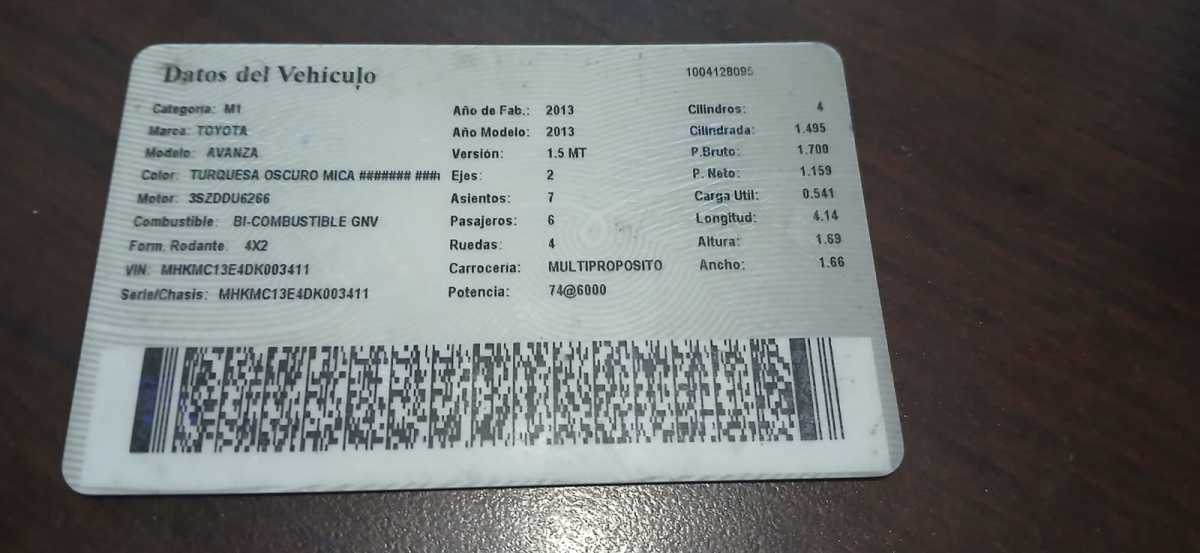 Datos del Vehículo 1004128095
Categoría: M1 Año de Fab.: 2013 Cilindros: 4
Marca: TOYOTA Año Modelo: 2013 Cilindrada: 1.495
Modelo: AVANZA Versión: 1.5 MT P.Bruto: 1.700
Color: TURQUESA OSCURO MICA ####### ### Ejes: 2 P. Neto: 1.159
Motor: 3SZDDU6266 Asientos: 7 Carga Util: 0.541
Combustible: BI-COMBUSTIBLE GNV Pasajeros: 6 Longitud: 4.14
Form. Rodante: 4X2 Ruedas: 4 Altura: 1.69
VIN: MHKMC13E4DK003411 Carrocería: MULTIPROPOSITO Ancho: 1.66
Serie/Chasis: MHKMC13E4DK003411 Potencia: 74@6000